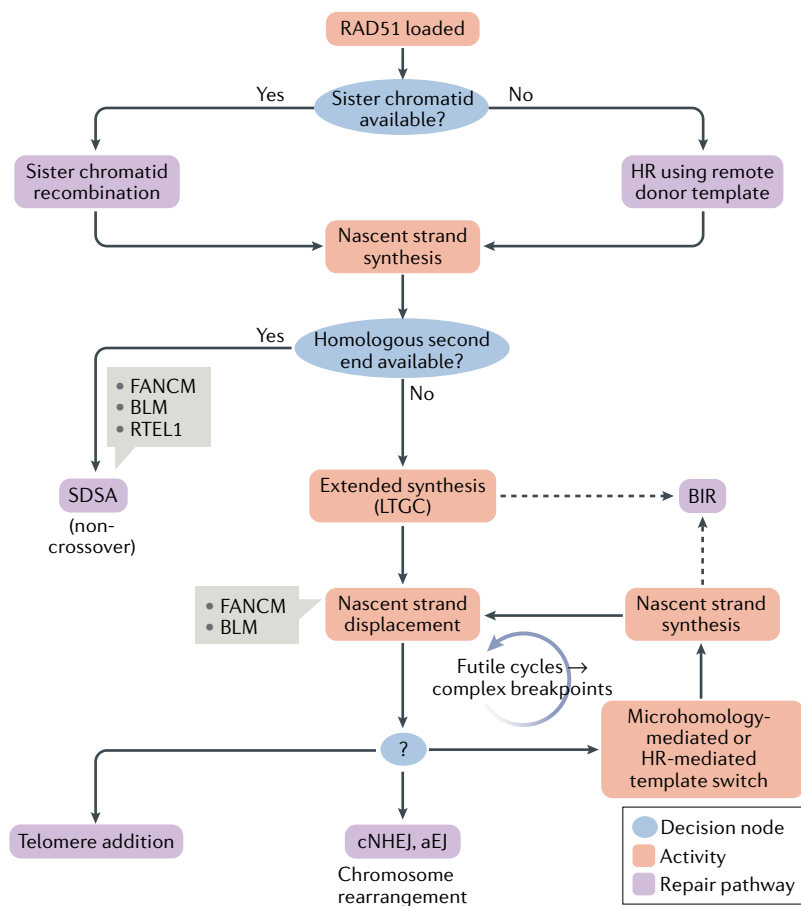 RAD51 loaded
Yes
Sister chromatid
available?
No
Sister chromatid
recombination
HR using remote
donor template
Nascent strand
synthesis
Yes
Homologous second
end available?
• FANCM
• BLM
• RTEL1
No
SDSA
(non-
crossover)
Extended synthesis
(LTGC)
BIR
• FANCM
• BLM
Nascent strand
displacement
Nascent strand
synthesis
Futile cycles →
complex breakpoints
Microhomology-
mediated or
HR-mediated
template switch
?
Telomere addition
cNHEJ, aEJ
Chromosome
rearrangement
Decision node
Activity
Repair pathway